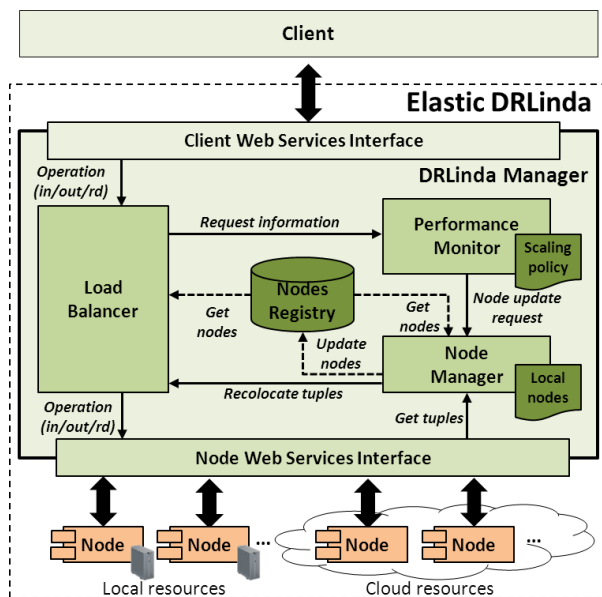 Client
Elastic DRLinda
Client Web Services Interface
Operation
(in/out/rd)
DRLinda Manager
Request information
Performance
Monitor
Scaling
policy
Load
Balancer
Nodes
Registry
Get
nodes
Get
nodes
Node update
request
Update
nodes
Node
Manager
Local
nodes
Recolocate tuples
Operation
(in/out/rd)
Get tuples
Node Web Services Interface
Node
Node
...
Node
Node
...
Local resources
Cloud resources